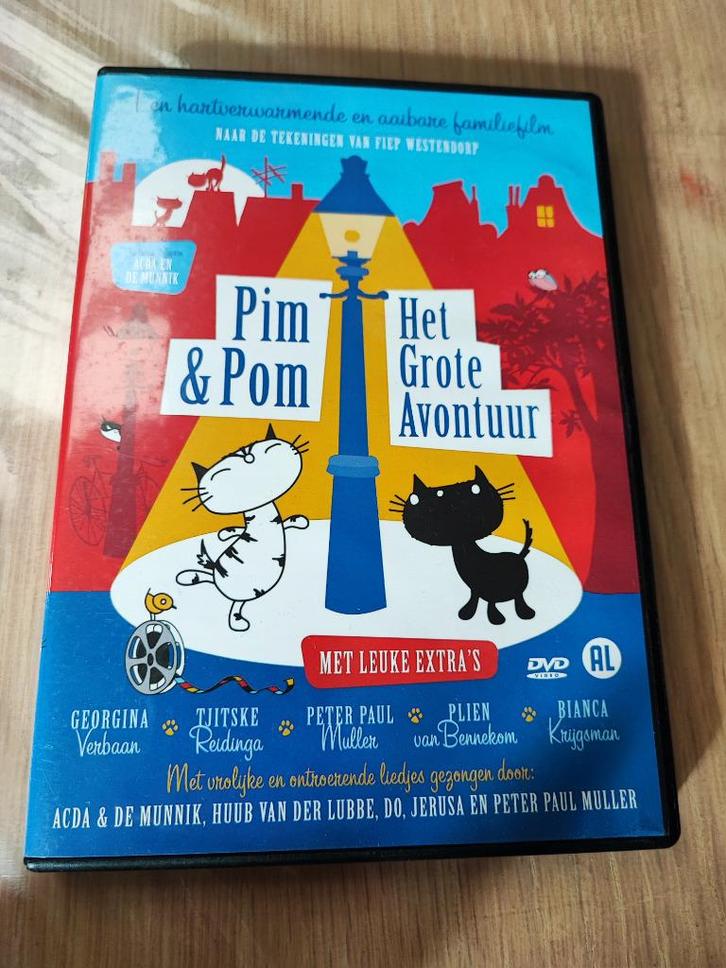 Een hartverwarmende en aaibare familiefilm
NAAR DE TEKENINGEN VAN FIEP WESTENDORP
ACDA EN
DE MUNNIK
Pim
& Pom
Het
Grote
Avontuur
MET LEUKE EXTRA'S
DVD
VIDEO
AL
GEORGINA
Verbaan
TJITSKE
Reidinga
PETER PAUL
Muller
PLIEN
van Bennekom
BIANCA
Krijgsman
Met vrolijke en ontroerende liedjes gezongen door:
ACDA & DE MUNNIK, HUUB VAN DER LUBBE, DO, JERUSA EN PETER PAUL MULLER